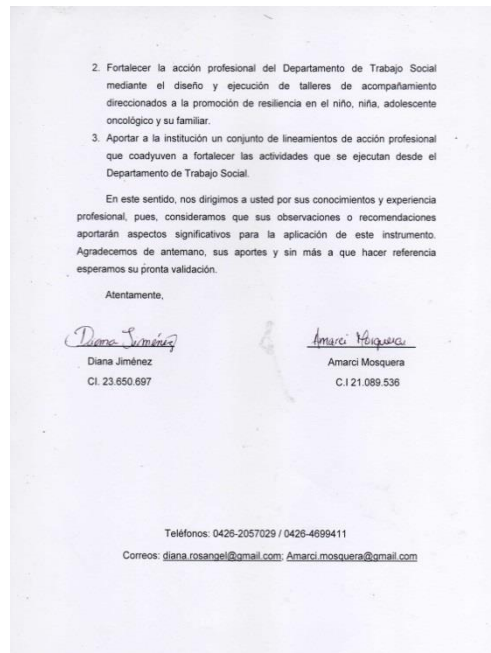 2. Fortalecer la acción profesional del Departamento de Trabajo Social
mediante el diseño y ejecución de talleres de acompañamiento
direccionados a la promoción de resiliencia en el niño, niña, adolescente
oncológico y su familiar.
3. Aportar a la institución un conjunto de lineamientos de acción profesional
que coadyuven a fortalecer las actividades que se ejecutan desde el
Departamento de Trabajo Social.
En este sentido, nos dirigimos a usted por sus conocimientos y experiencia
profesional, pues, consideramos que sus observaciones o recomendaciones
aportarán aspectos significativos para la aplicación de este instrumento.
Agradecemos de antemano, sus aportes y sin más a que hacer referencia
esperamos su pronta validación.
Atentamente,
Diana Jiménez Amarci Mosquera
Diana Jiménez Amarci Mosquera
CI. 23.650.697 C.I 21.089.536
Teléfonos: 0426-2057029 / 0426-4699411
Correos: diana.rosangel@gmail.com; Amarci.mosquera@gmail.com